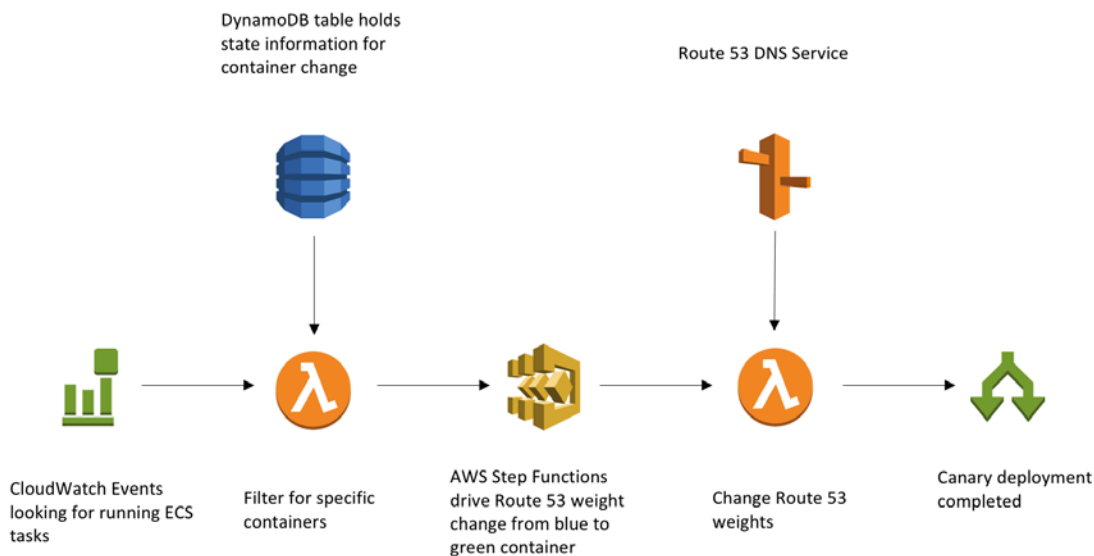 DynamoDB table holds
state information for
container change
Route 53 DNS Service
CloudWatch Events
looking for running ECS
tasks
Filter for specific
containers
AWS Step Functions
drive Route 53 weight
change from blue to
green container
Change Route 53
weights
Canary deployment
completed